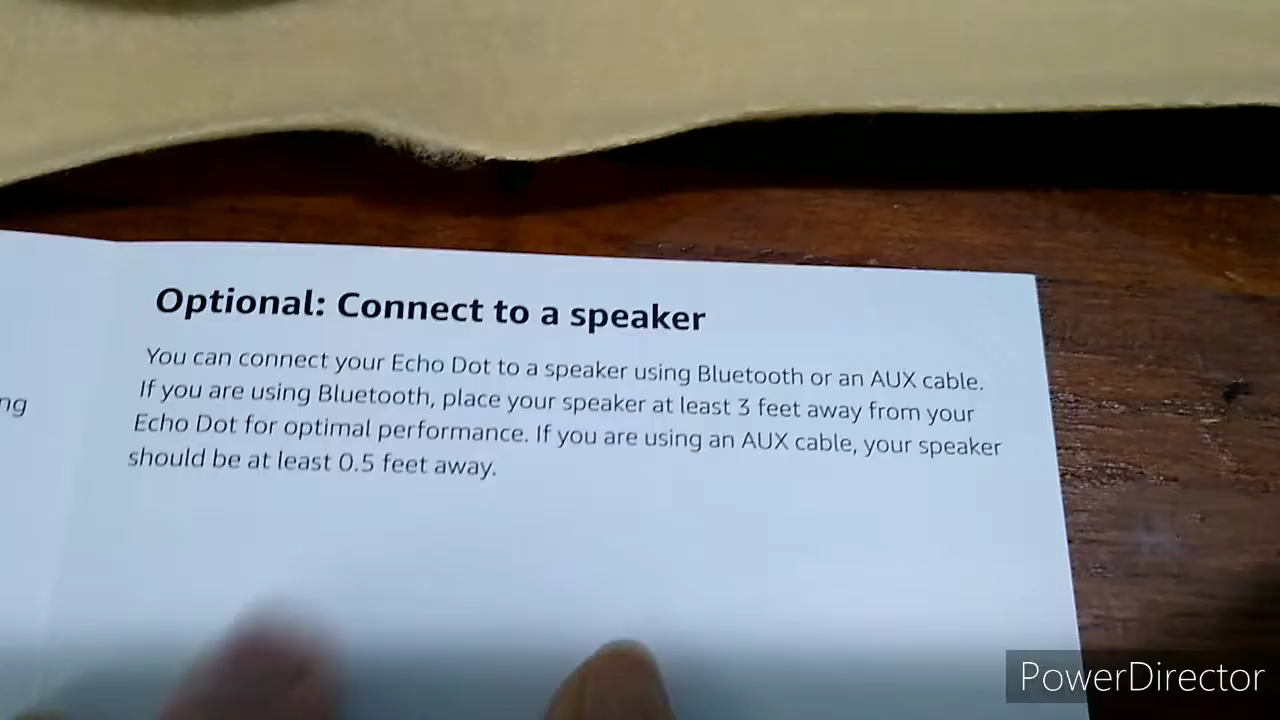 Optional: Connect to a speaker
You can connect your Echo Dot to a speaker using Bluetooth or an AUX cable.
If you are using Bluetooth, place your speaker at least 3 feet away from your
Echo Dot for optimal performance. If you are using an AUX cable, your speaker
should be at least 0.5 feet away.
ng
PowerDirector